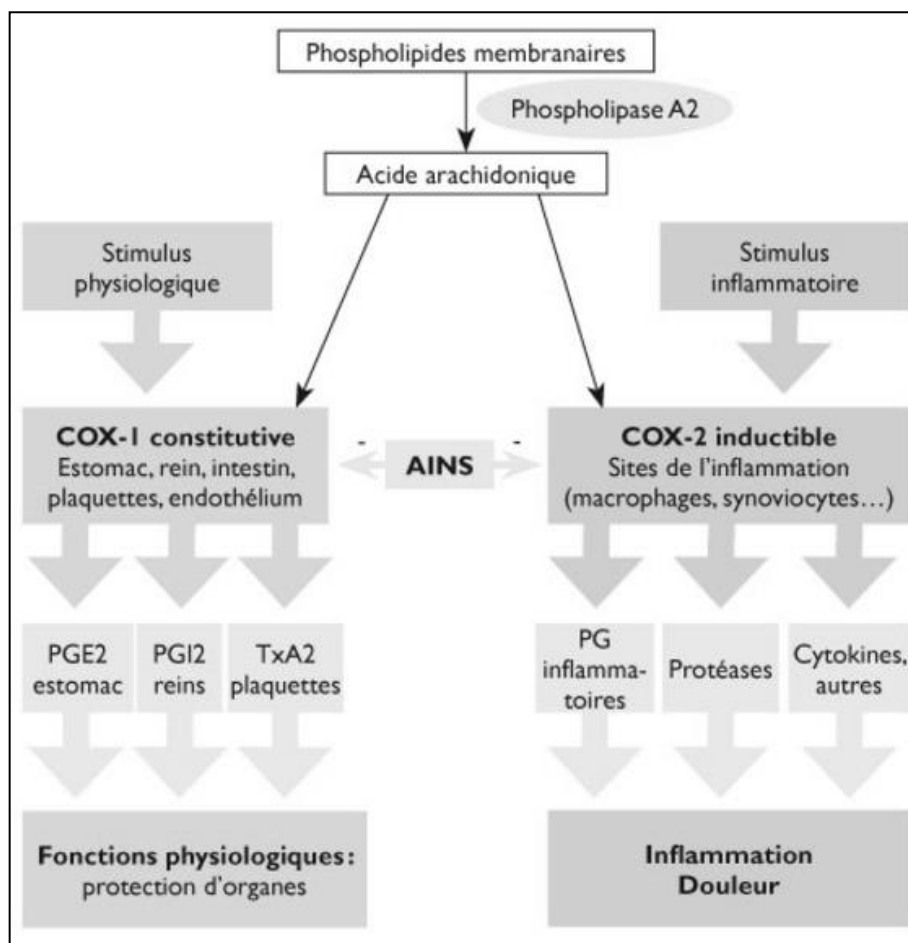 Phospholipides membranaires
Phospholipase A2
Acide arachidonique
Stimulus
physiologique
Stimulus
inflammatoire
COX-1 constitutive
Estomac, rein, intestin,
plaquettes, endothélium
- AINS -
COX-2 inductible
Sites de l'inflammation
(macrophages, synoviocytes...)
PGE2
estomac
PGI2
reins
TxA2
plaquettes
PG
inflamma-
toires
Protéases
Cytokines,
autres
Fonctions physiologiques :
protection d'organes
Inflammation
Douleur